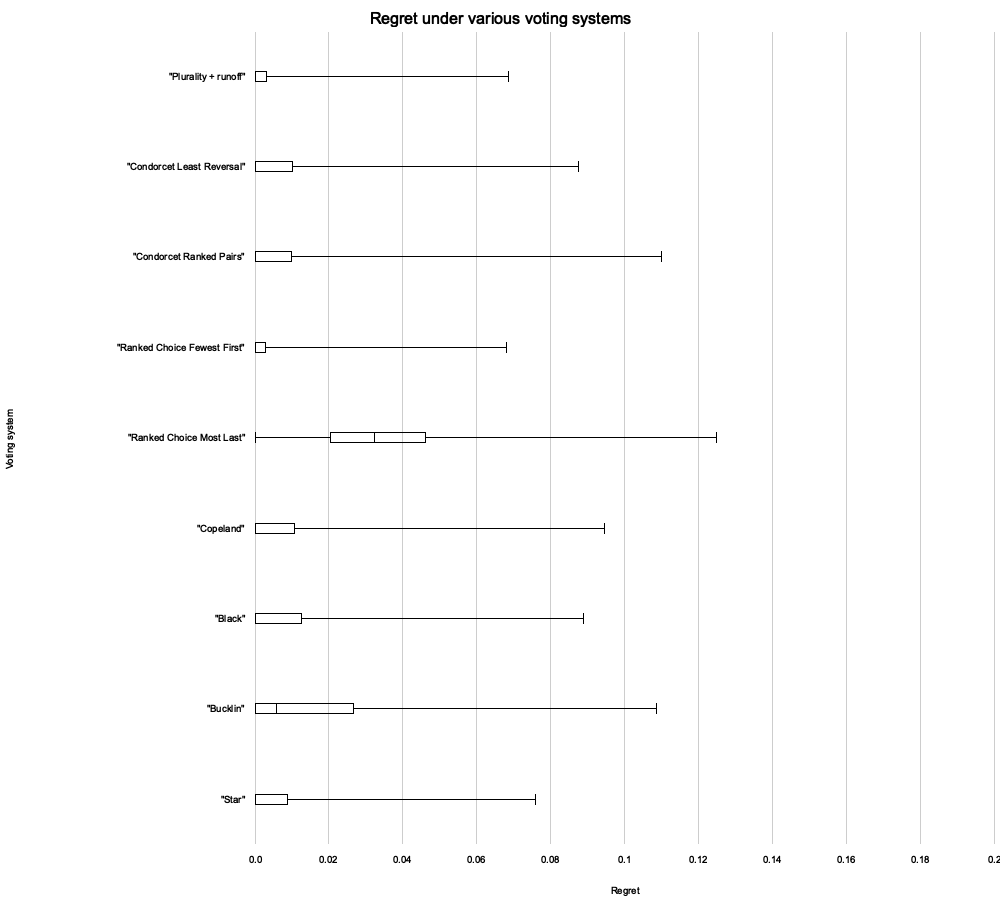 Regret under various voting systems
"Plurality + runoff"
"Condorcet Least Reversal"
"Condorcet Ranked Pairs"
"Ranked Choice Fewest First"
"Ranked Choice Most Last"
"Copeland"
"Black"
"Bucklin"
"Star"
Voting system
0.0 0.02 0.04 0.06 0.08 0.1 0.12 0.14 0.16 0.18 0.2
Regret